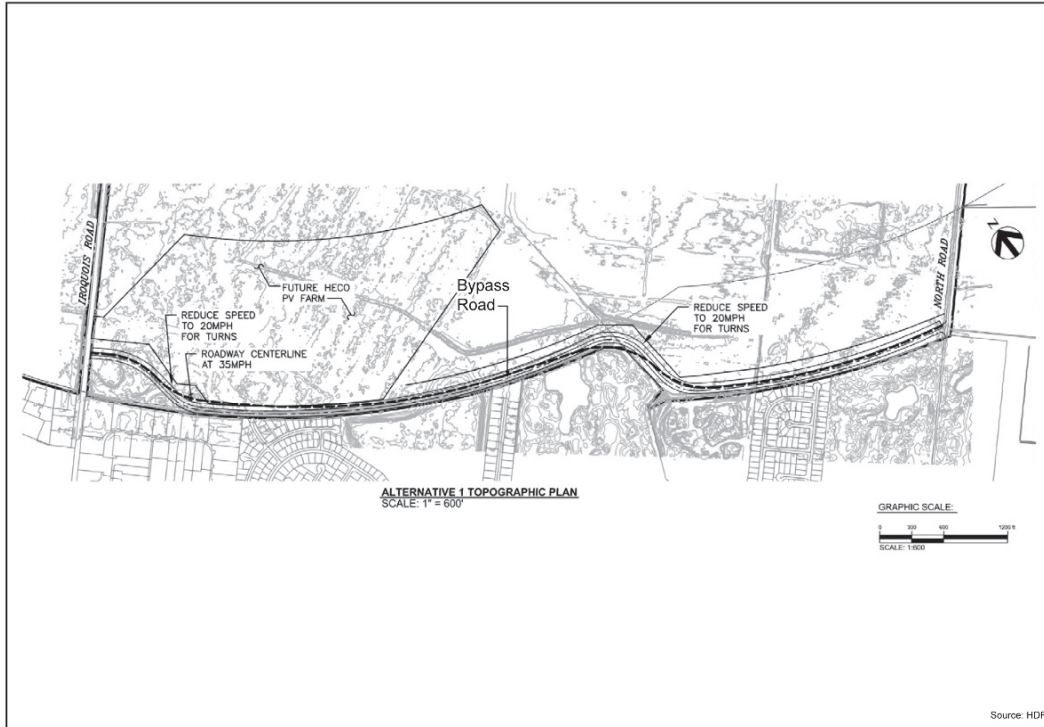 IROQUOIS ROAD
FUTURE HECO
PV FARM
REDUCE SPEED
TO 20MPH
FOR TURNS
ROADWAY CENTERLINE
AT 35MPH
Bypass
Road
REDUCE SPEED
TO 20MPH
FOR TURNS
NORTH ROAD
Z
ALTERNATIVE 1 TOPOGRAPHIC PLAN
SCALE: 1" = 600'
GRAPHIC SCALE:
0 300 600 1200 ft
SCALE: 1:600
Source: HDR